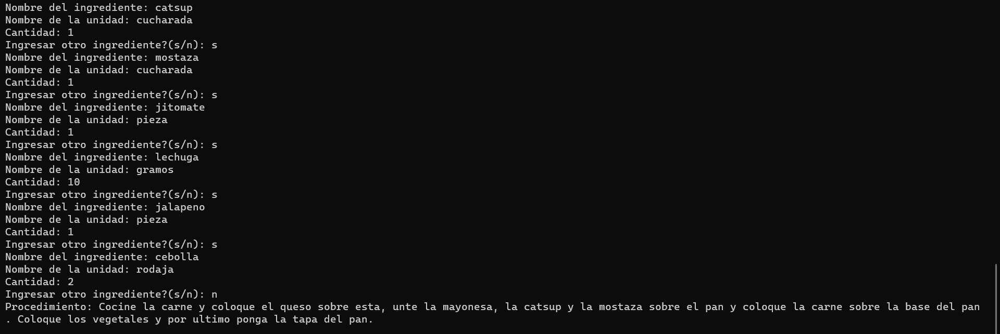 Nombre del ingrediente: catsup
Nombre de la unidad: cucharada
Cantidad: 1
Ingresar otro ingrediente?(s/n): s
Nombre del ingrediente: mostaza
Nombre de la unidad: cucharada
Cantidad: 1
Ingresar otro ingrediente?(s/n): s
Nombre del ingrediente: jitomate
Nombre de la unidad: pieza
Cantidad: 1
Ingresar otro ingrediente?(s/n): s
Nombre del ingrediente: lechuga
Nombre de la unidad: gramos
Cantidad: 10
Ingresar otro ingrediente?(s/n): s
Nombre del ingrediente: jalapeno
Nombre de la unidad: pieza
Cantidad: 1
Ingresar otro ingrediente?(s/n): s
Nombre del ingrediente: cebolla
Nombre de la unidad: rodaja
Cantidad: 2
Ingresar otro ingrediente?(s/n): n
Procedimiento: Cocine la carne y coloque el queso sobre esta, unte la mayonesa, la catsup y la mostaza sobre el pan y coloque la carne sobre la base del pan
. Coloque los vegetales y por ultimo ponga la tapa del pan.